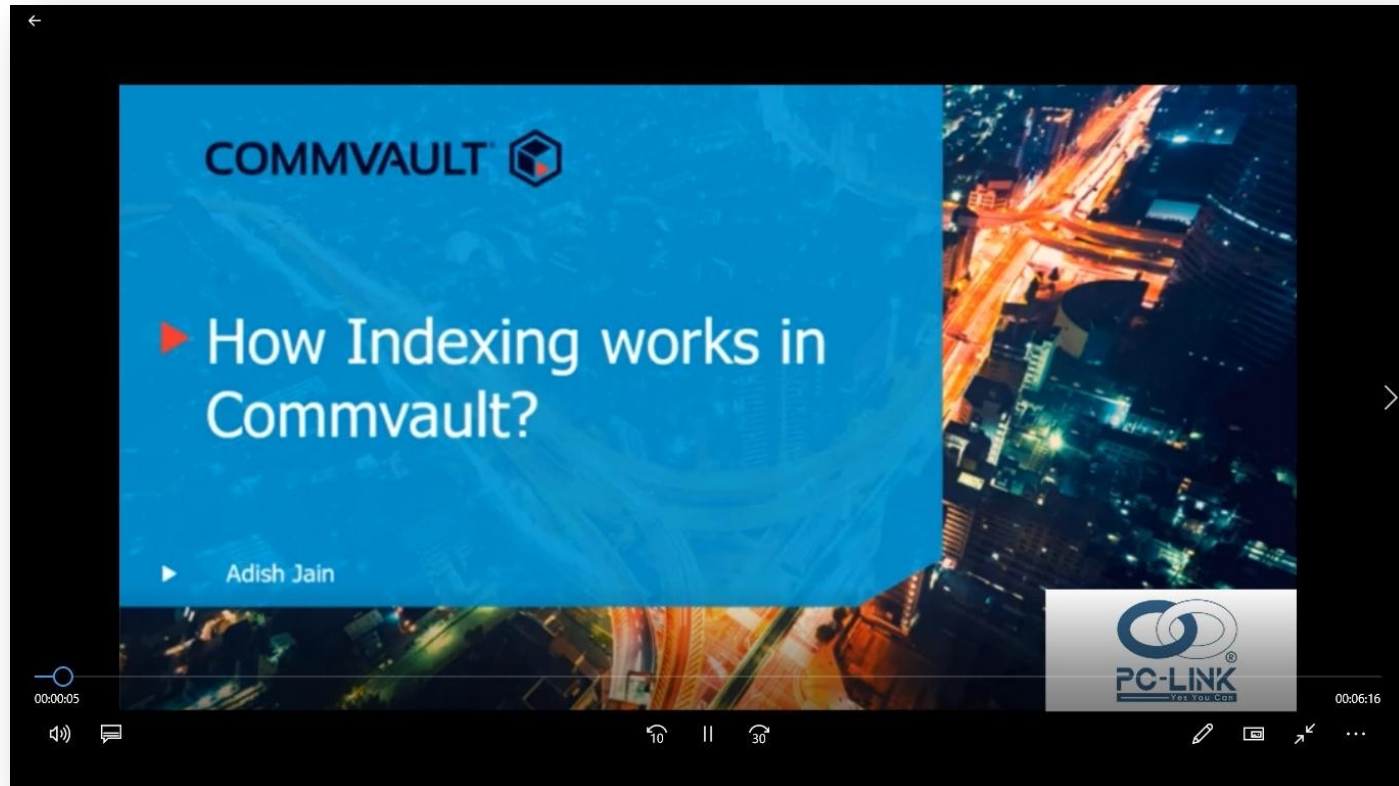 COMMVAULT
How Indexing works in
Commvault?
Adish Jain
®
PC-LINK
Yes You Can
00:00:05
00:06:16
10
30